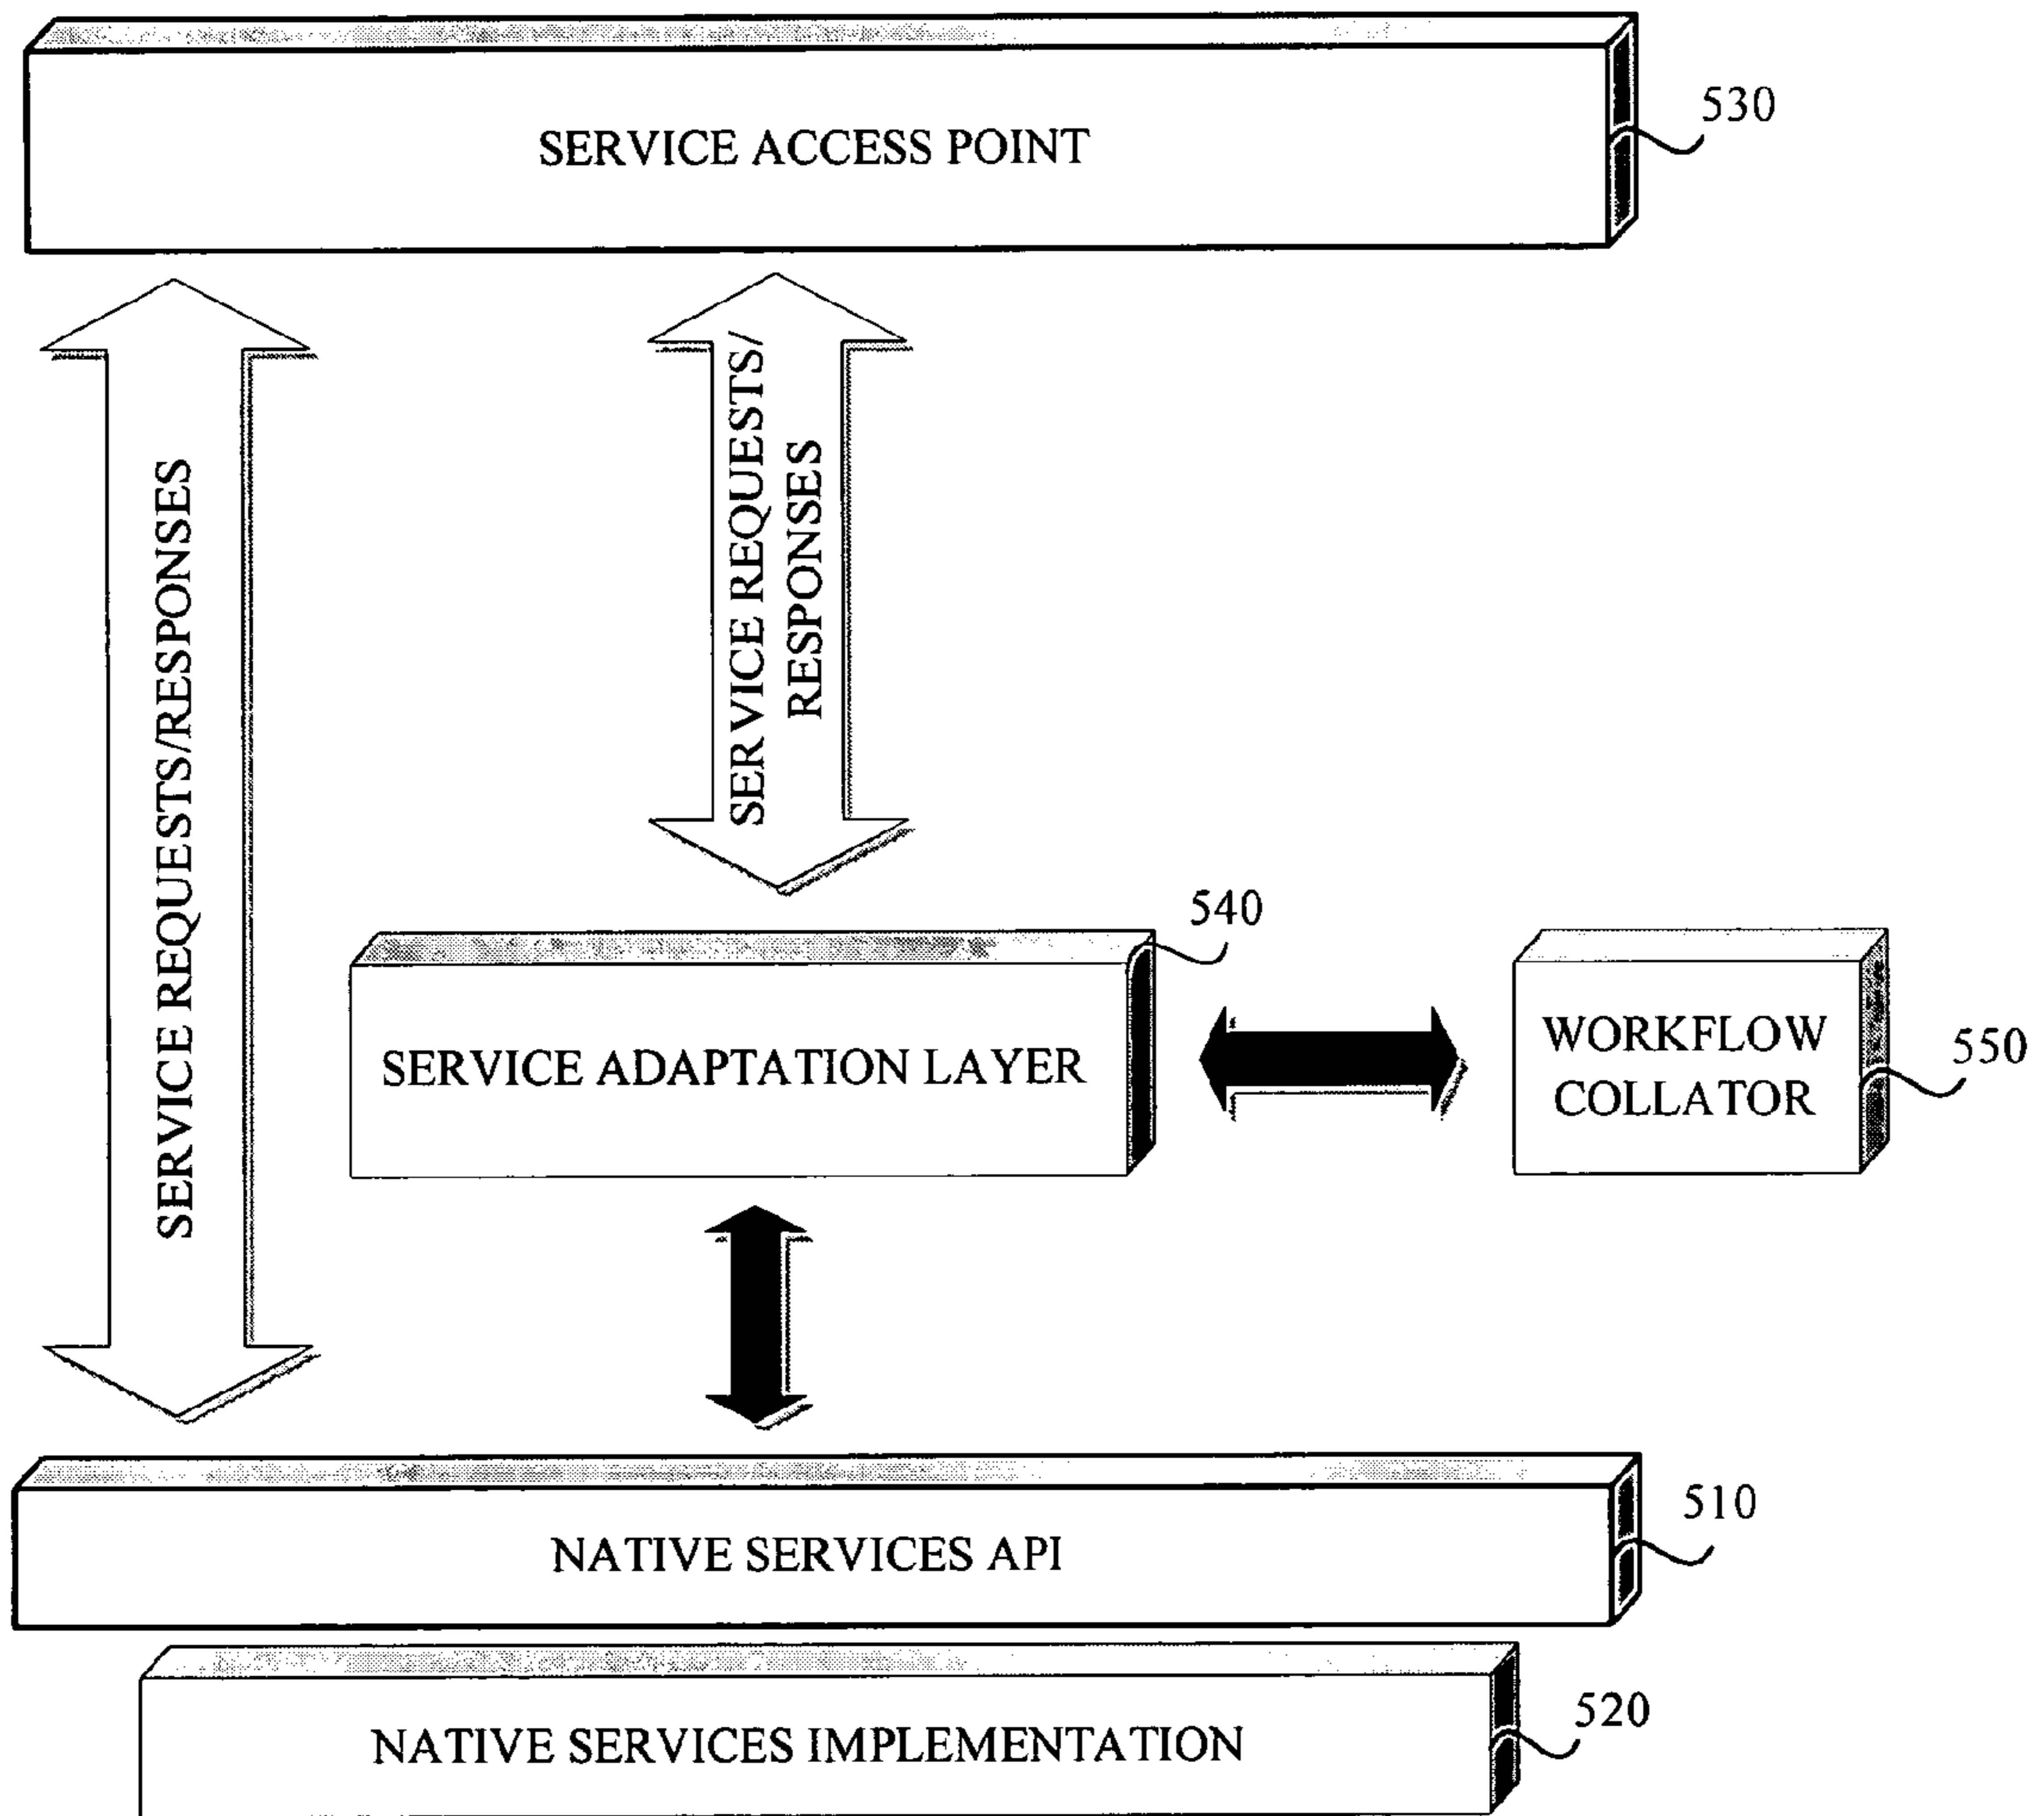 SERVICE ACCESS POINT
530
SERVICE REQUESTS/RESPONSES
SERVICE REQUESTS/
RESPONSES
540
SERVICE ADAPTATION LAYER
WORKFLOW
COLLATOR
550
510
NATIVE SERVICES API
520
NATIVE SERVICES IMPLEMENTATION